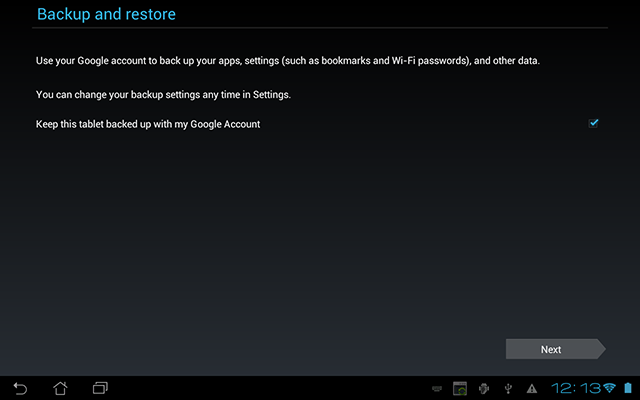 Backup and restore
Use your Google account to back up your apps, settings (such as bookmarks and Wi-Fi passwords), and other data.
You can change your backup settings any time in Settings.
Keep this tablet backed up with my Google Account
Next
12:13